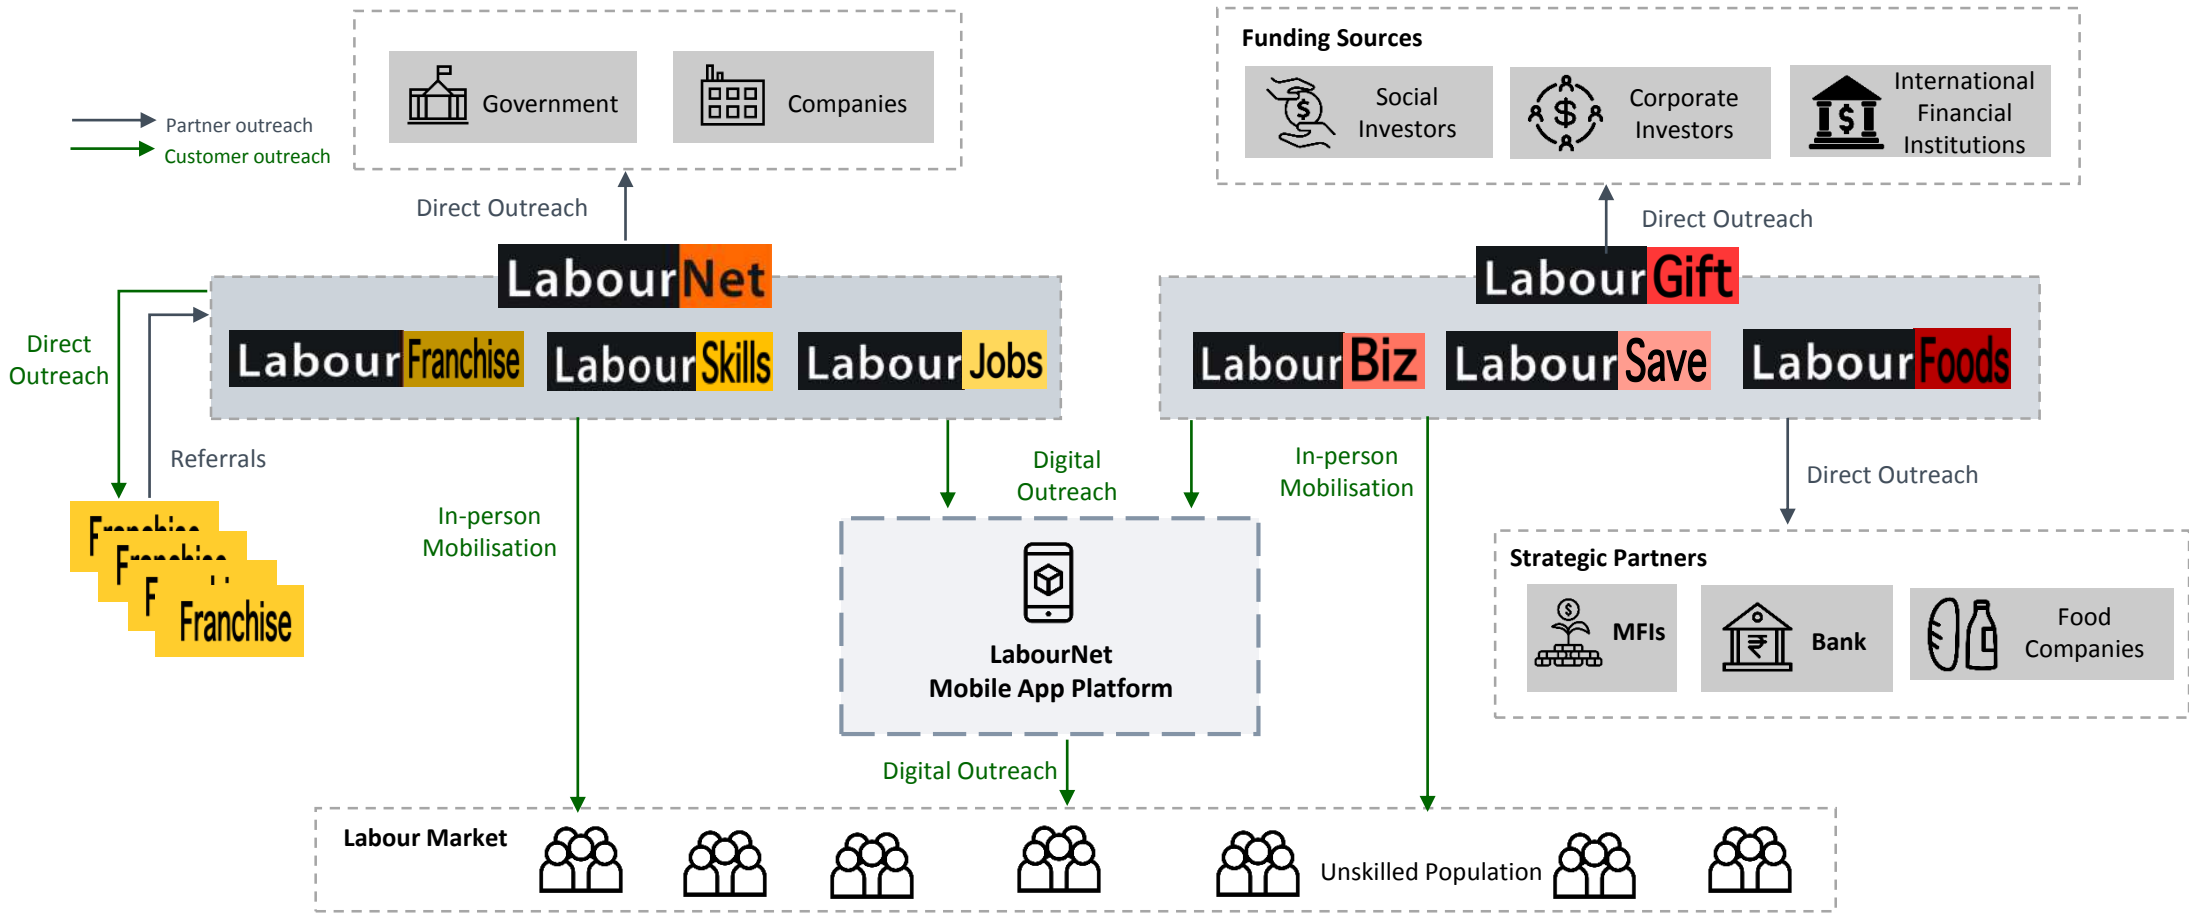 Partner outreach
Customer outreach
Government
Companies
Direct Outreach
Funding Sources
Social
Investors
Corporate
Investors
International
Financial
Institutions
Direct Outreach
LabourNet
LabourFranchise
LabourSkills
LabourJobs
LabourGift
LabourBiz
LabourSave
LabourFoods
Direct
Outreach
Referrals
Franchise
Franchise
F
Franchise
In-person
Mobilisation
Digital
Outreach
In-person
Mobilisation
Direct Outreach
LabourNet
Mobile App Platform
Strategic Partners
MFIs
Bank
Food
Companies
Digital Outreach
Labour Market
Unskilled Population